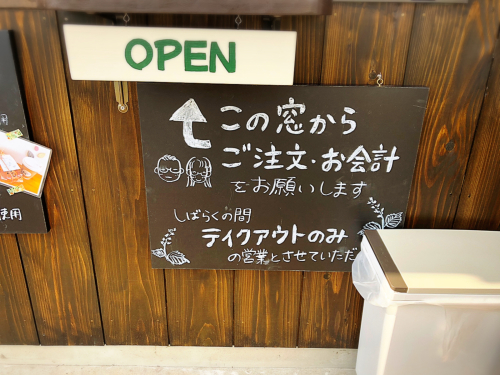 OPEN
この窓から
ご注文・お会計
をお願いします
しばらくの間
テイクアウトのみ
の営業とさせていただ
使用